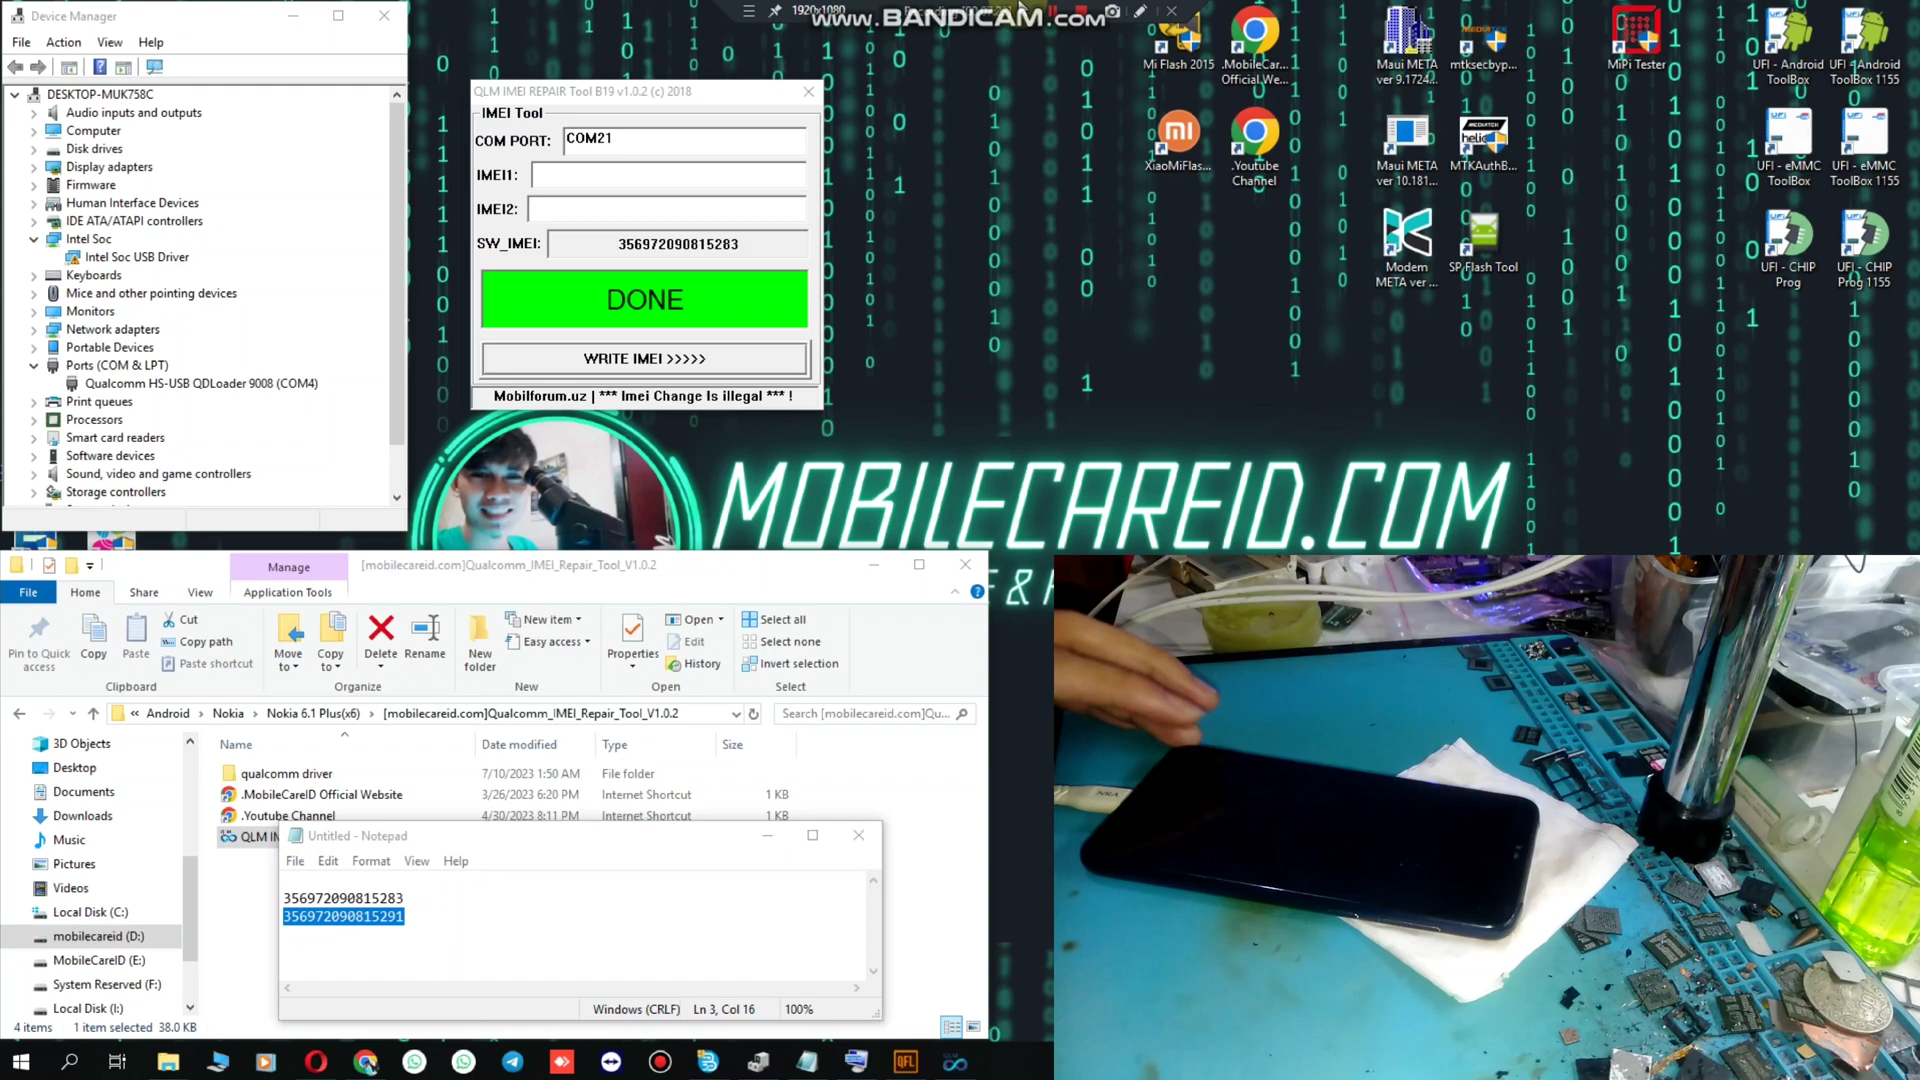 Device Manager
File Action View Help
DESKTOP-MUK758C
Audio inputs and outputs
Computer
Disk drives
Display adapters
Firmware
Human Interface Devices
IDE ATA/ATAPI controllers
Intel Soc
Intel Soc USB Driver
Keyboards
Mice and other pointing devices
Monitors
Network adapters
Portable Devices
Ports (COM & LPT)
Qualcomm HS-USB QDLoader 9008 (COM4)
Print queues
Processors
Smart card readers
Software devices
Sound, video and game controllers
Storage controllers
QLM IMEI REPAIR Tool B19 v1.0.2 (c) 2018
IMEI Tool
COM PORT: COM21
IMEI1:
IMEI2:
SW_IMEI: 356972090815283
DONE
WRITE IMEI >>>>>
Mobilforum.uz | *** Imei Change Is illegal *** !
1920x1080
www.BANDICAM.com
Mi Flash 2015
.MobileCar... Official We...
Maui META ver 9.1724...
mtksecbyp...
MiPi Tester
UFI - Android ToolBox
UFI - Android ToolBox 1155
XiaoMiFlas...
.Youtube Channel
Maui META ver 10.181...
MTKAuthB...
UFI - eMMC ToolBox
UFI - eMMC ToolBox 1155
Modem META ver ...
SP Flash Tool
UFI - CHIP Prog
UFI - CHIP Prog 1155
MOBILECAREID.COM
Manage
[mobilecareid.com]Qualcomm_IMEI_Repair_Tool_V1.0.2
File Home Share View Application Tools
Pin to Quick access
Copy
Paste
Cut
Copy path
Paste shortcut
Move to
Copy to
Delete
Rename
New folder
New item
Easy access
Properties
Open
Edit
History
Select all
Select none
Invert selection
Clipboard Organize New Open Select
« Android > Nokia > Nokia 6.1 Plus(x6) > [mobilecareid.com]Qualcomm_IMEI_Repair_Tool_V1.0.2
Search [mobilecareid.com]Qu...
3D Objects
Desktop
Documents
Downloads
Music
Pictures
Videos
Local Disk (C:)
mobilecareid (D:)
MobileCareID (E:)
System Reserved (F:)
Local Disk (I:)
Name Date modified Type Size
qualcomm driver 7/10/2023 1:50 AM File folder
.MobileCareID Official Website 3/26/2023 6:20 PM Internet Shortcut 1 KB
.Youtube Channel 4/30/2023 8:11 PM Internet Shortcut 1 KB
QLM IM
4 items 1 item selected 38.0 KB
Untitled - Notepad
File Edit Format View Help
356972090815283
356972090815291
Windows (CRLF) Ln 3, Col 16 100%